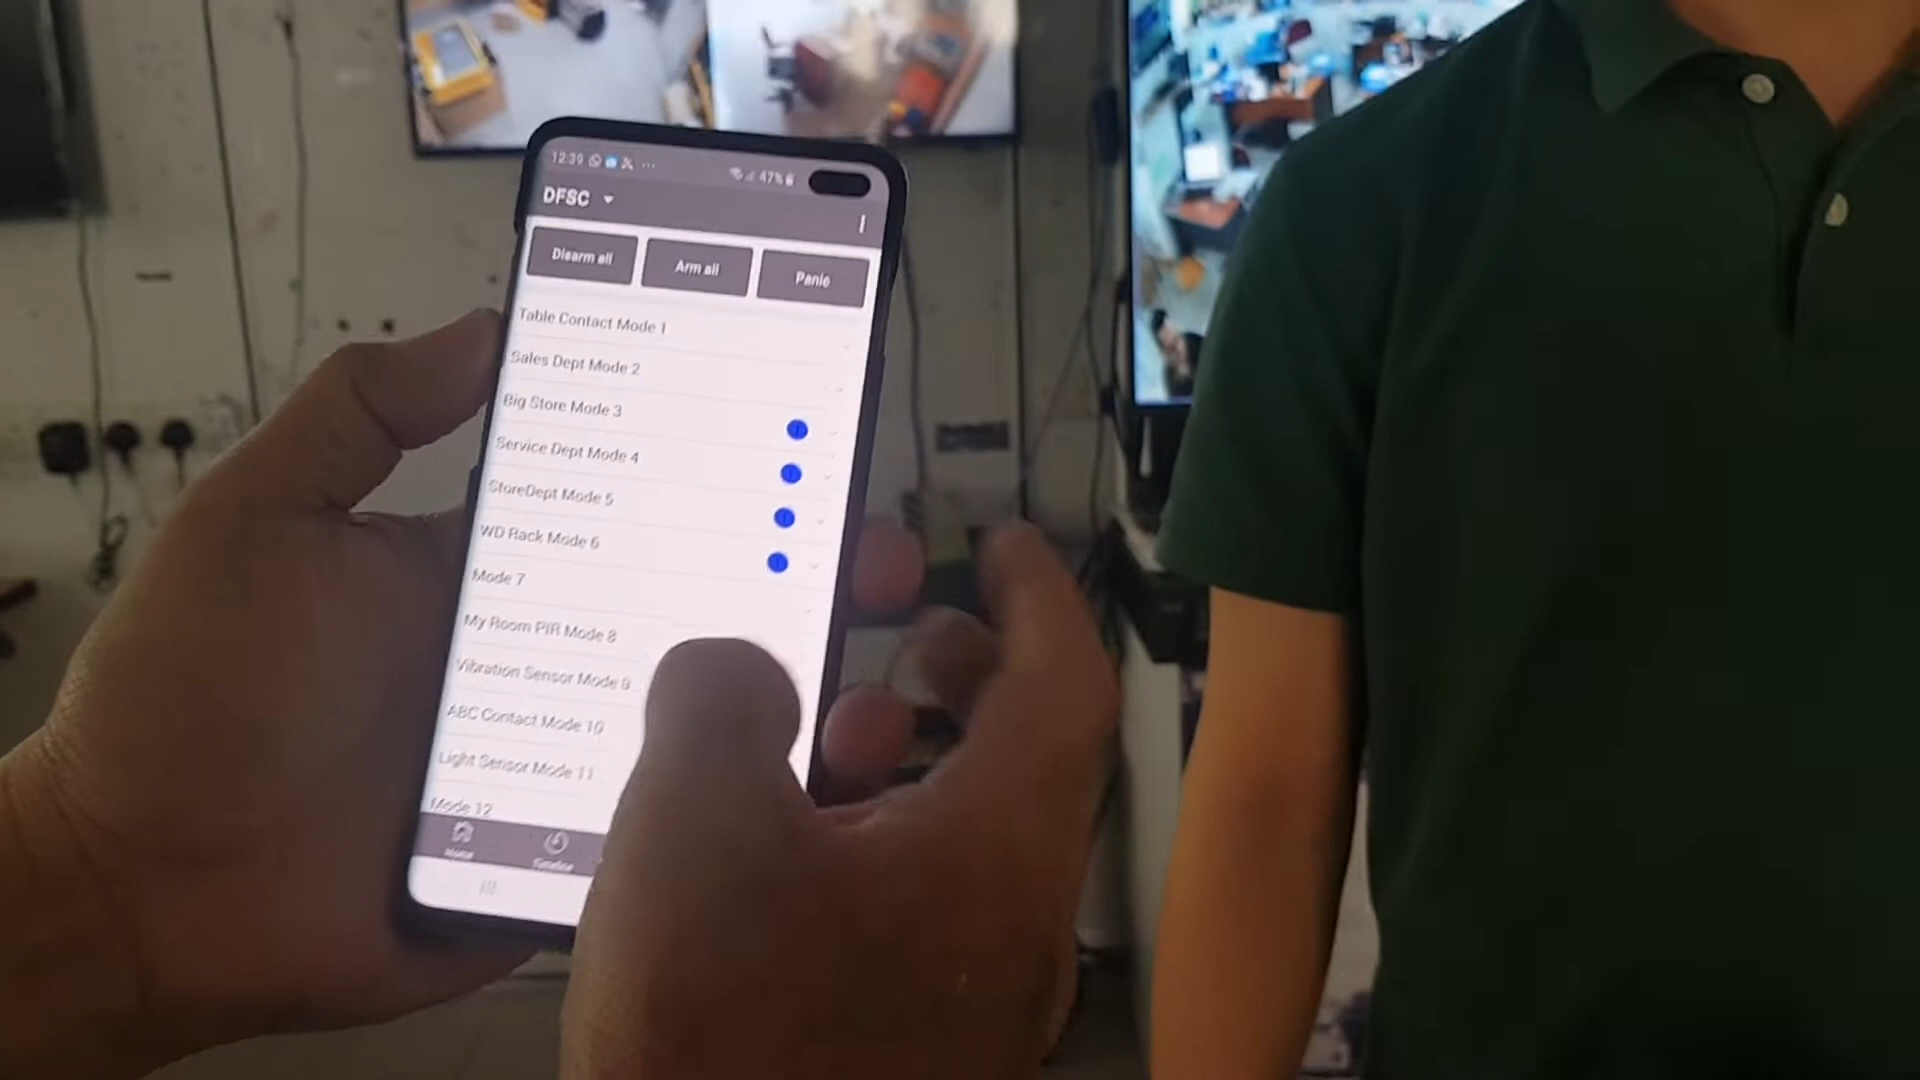 12:39
47%
DFSC
Disarm all
Arm all
Panic
Table Contact Mode 1
Sales Dept Mode 2
Big Store Mode 3
Service Dept Mode 4
StoreDept Mode 5
WD Rack Mode 6
Mode 7
My Room PIR Mode 8
Vibration Sensor Mode 9
ABC Contact Mode 10
Light Sensor Mode 11
Mode 12
Home
Timeline